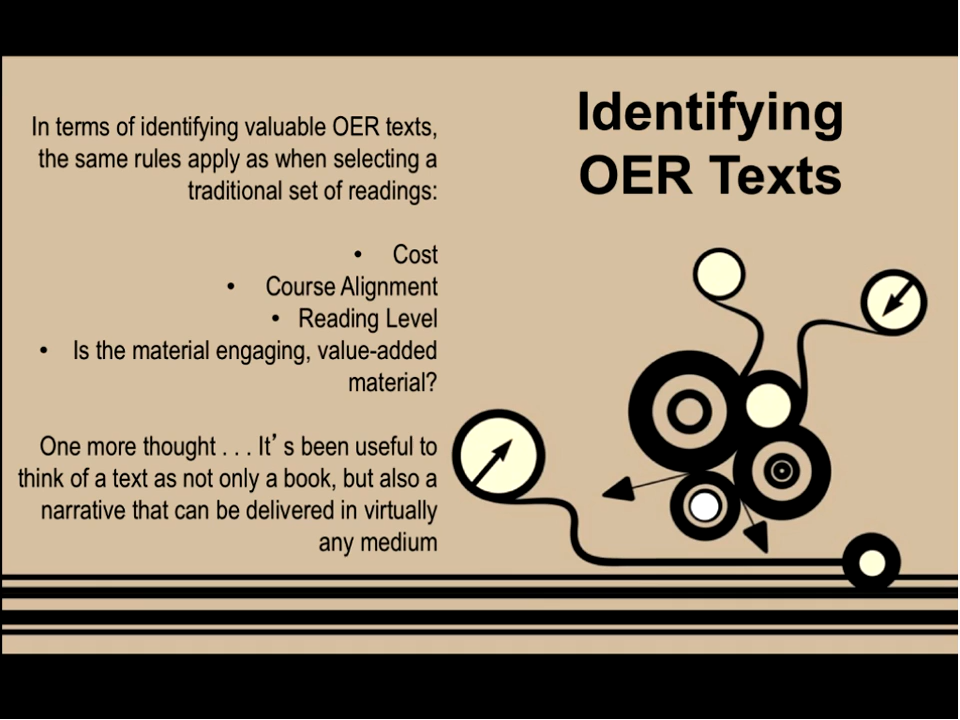 Identifying
OER Texts
In terms of identifying valuable OER texts,
the same rules apply as when selecting a
traditional set of readings:
• Cost
• Course Alignment
• Reading Level
• Is the material engaging, value-added
material?
One more thought . . . It’s been useful to
think of a text as not only a book, but also a
narrative that can be delivered in virtually
any medium